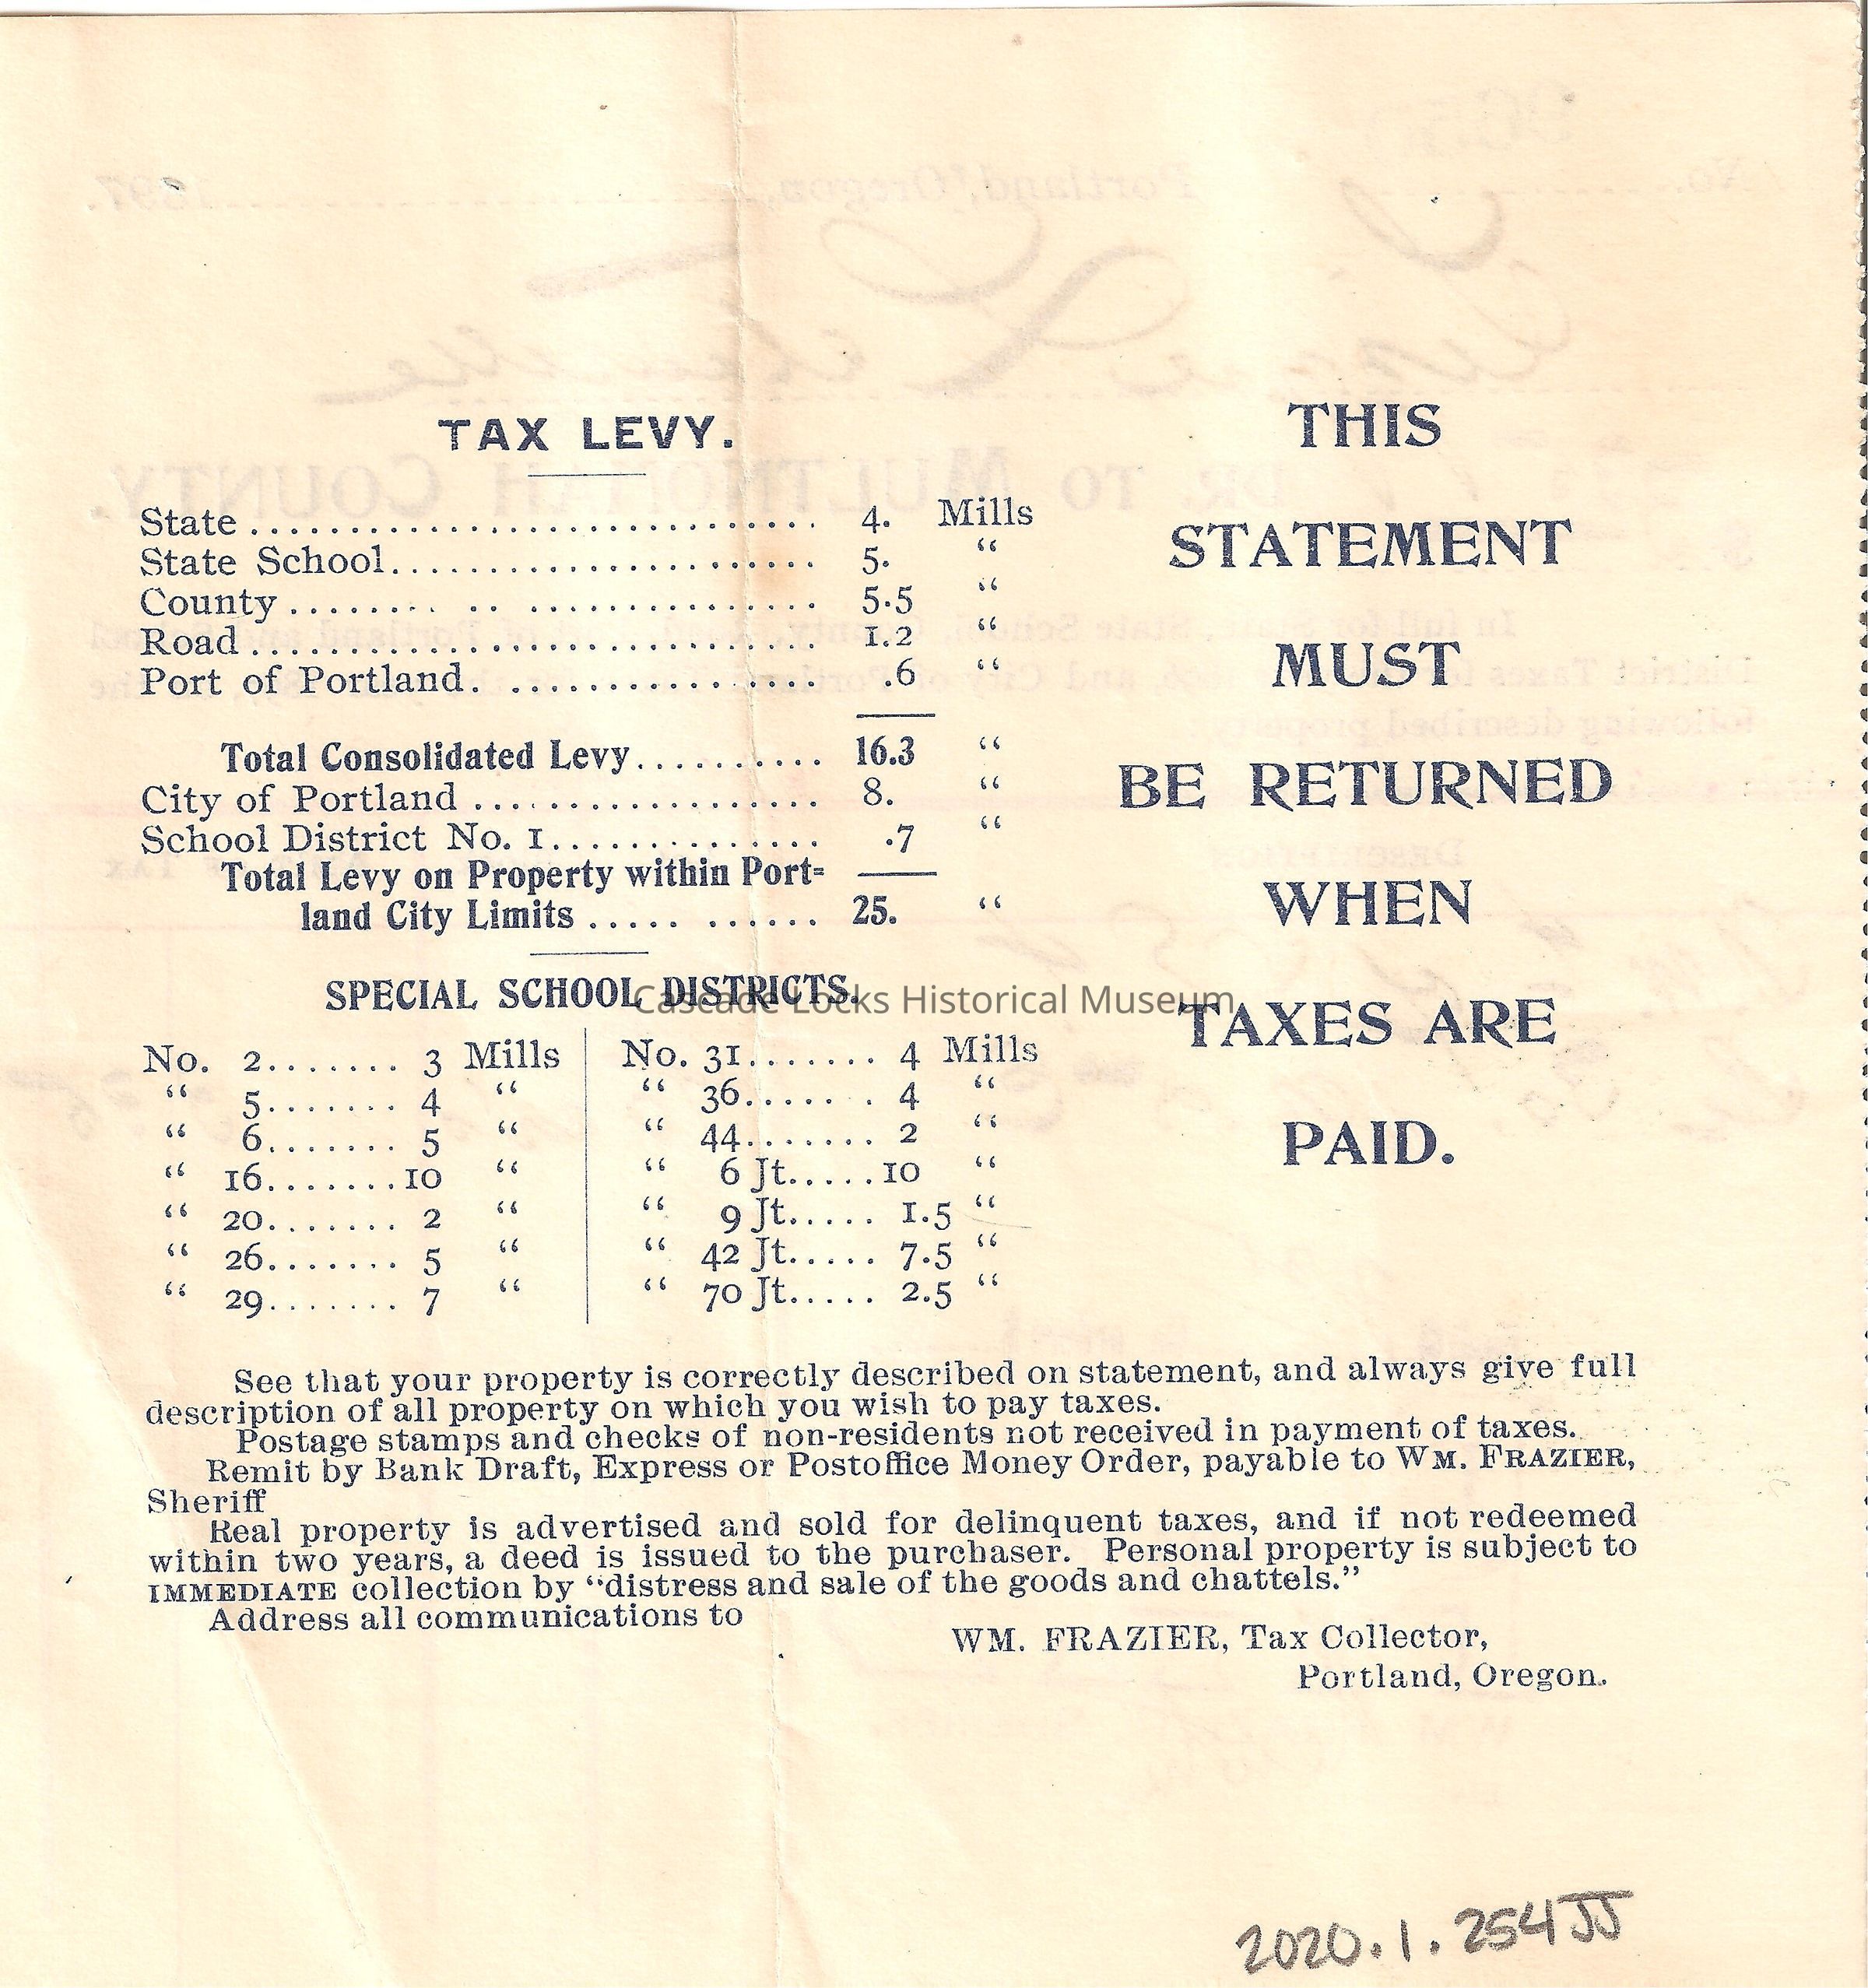 TAX LEVY.
State .............................. 4. Mills
State School........................ 5. “
County ....... .. ................ 5.5 “
Road .............................. 1.2 “
Port of Portland. ................. .6 “
Total Consolidated Levy........... 16.3 “
City of Portland .................. 8. “
School District No. 1.............. .7 “
Total Levy on Property within Port=
land City Limits ..... ...... 25. “
SPECIAL SCHOOL DISTRICTS.
No. 2....... 3 Mills
“ 5....... 4 “
“ 6....... 5 “
“ 16.......10 “
“ 20....... 2 “
“ 26....... 5 “
“ 29....... 7 “
No. 31....... 4 Mills
“ 36...... . 4 “
“ 44....... 2 “
“ 6 Jt.....10 “
“ 9 Jt..... 1.5 “
“ 42 Jt..... 7.5 “
“ 70 Jt..... 2.5 “
THIS
STATEMENT
MUST
BE RETURNED
WHEN
TAXES ARE
PAID.
Cascade Locks Historical Museum
See that your property is correctly described on statement, and always give full
description of all property on which you wish to pay taxes.
Postage stamps and checks of non-residents not received in payment of taxes.
Remit by Bank Draft, Express or Postoffice Money Order, payable to WM. FRAZIER,
Sheriff
Real property is advertised and sold for delinquent taxes, and if not redeemed
within two years, a deed is issued to the purchaser. Personal property is subject to
IMMEDIATE collection by “distress and sale of the goods and chattels.”
Address all communications to
WM. FRAZIER, Tax Collector,
Portland, Oregon.
2020.1.254JJ